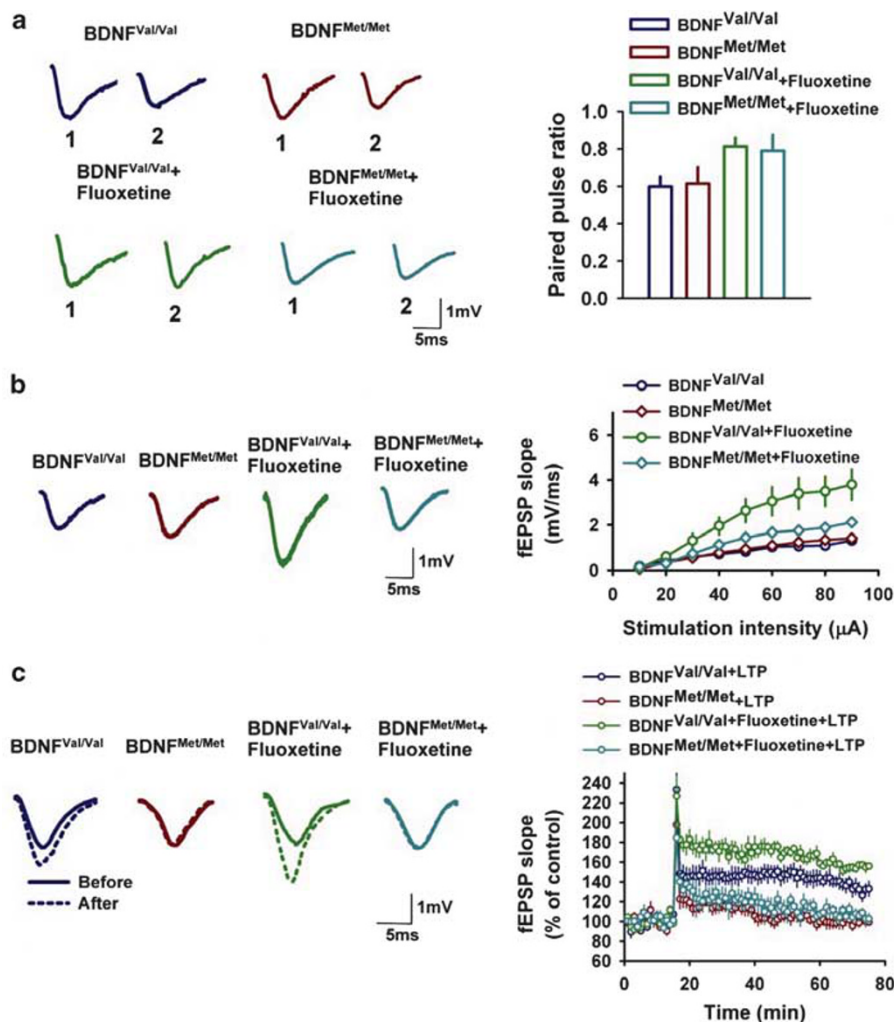 a
BDNFVal/Val
BDNFMet/Met
1
2
1
2
BDNFVal/Val+
Fluoxetine
BDNFMet/Met+
Fluoxetine
1
2
1
2
1mV
5ms
BDNFVal/Val
BDNFMet/Met
BDNFVal/Val+Fluoxetine
BDNFMet/Met+Fluoxetine
Paired pulse ratio
1.0
0.8
0.6
0.4
0.2
0.0
b
BDNFVal/Val
BDNFMet/Met
BDNFVal/Val+
Fluoxetine
BDNFMet/Met+
Fluoxetine
1mV
5ms
BDNFVal/Val
BDNFMet/Met
BDNFVal/Val+Fluoxetine
BDNFMet/Met+Fluoxetine
fEPSP slope
(mV/ms)
6
4
2
0
0 20 40 60 80 100
Stimulation intensity (µA)
c
BDNFVal/Val
BDNFMet/Met
BDNFVal/Val+
Fluoxetine
BDNFMet/Met+
Fluoxetine
Before
After
1mV
5ms
BDNFVal/Val+LTP
BDNFMet/Met+LTP
BDNFVal/Val+Fluoxetine+LTP
BDNFMet/Met+Fluoxetine+LTP
fEPSP slope
(% of control)
240
220
200
180
160
140
120
100
80
60
0 20 40 60 80
Time (min)